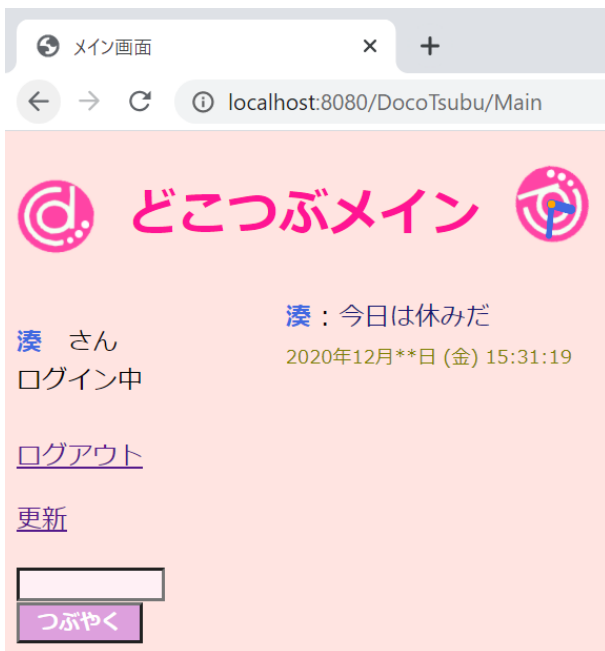 メイン画面
localhost:8080/DocoTsubu/Main
どこつぶメイン
湊 さん
ログイン中
ログアウト
更新
つぶやく
湊：今日は休みだ
2020年12月**日 (金) 15:31:19